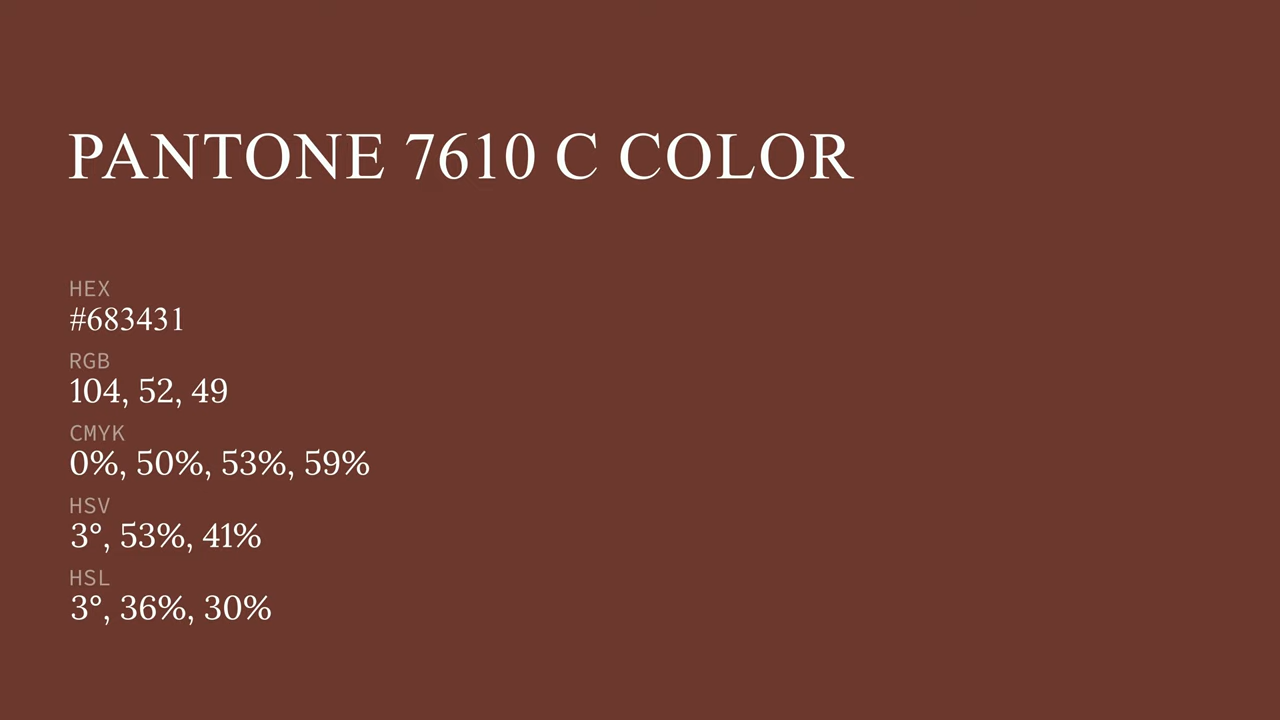 PANTONE 7610 C COLOR
HEX
#683431
RGB
104, 52, 49
CMYK
0%, 50%, 53%, 59%
HSV
3°, 53%, 41%
HSL
3°, 36%, 30%